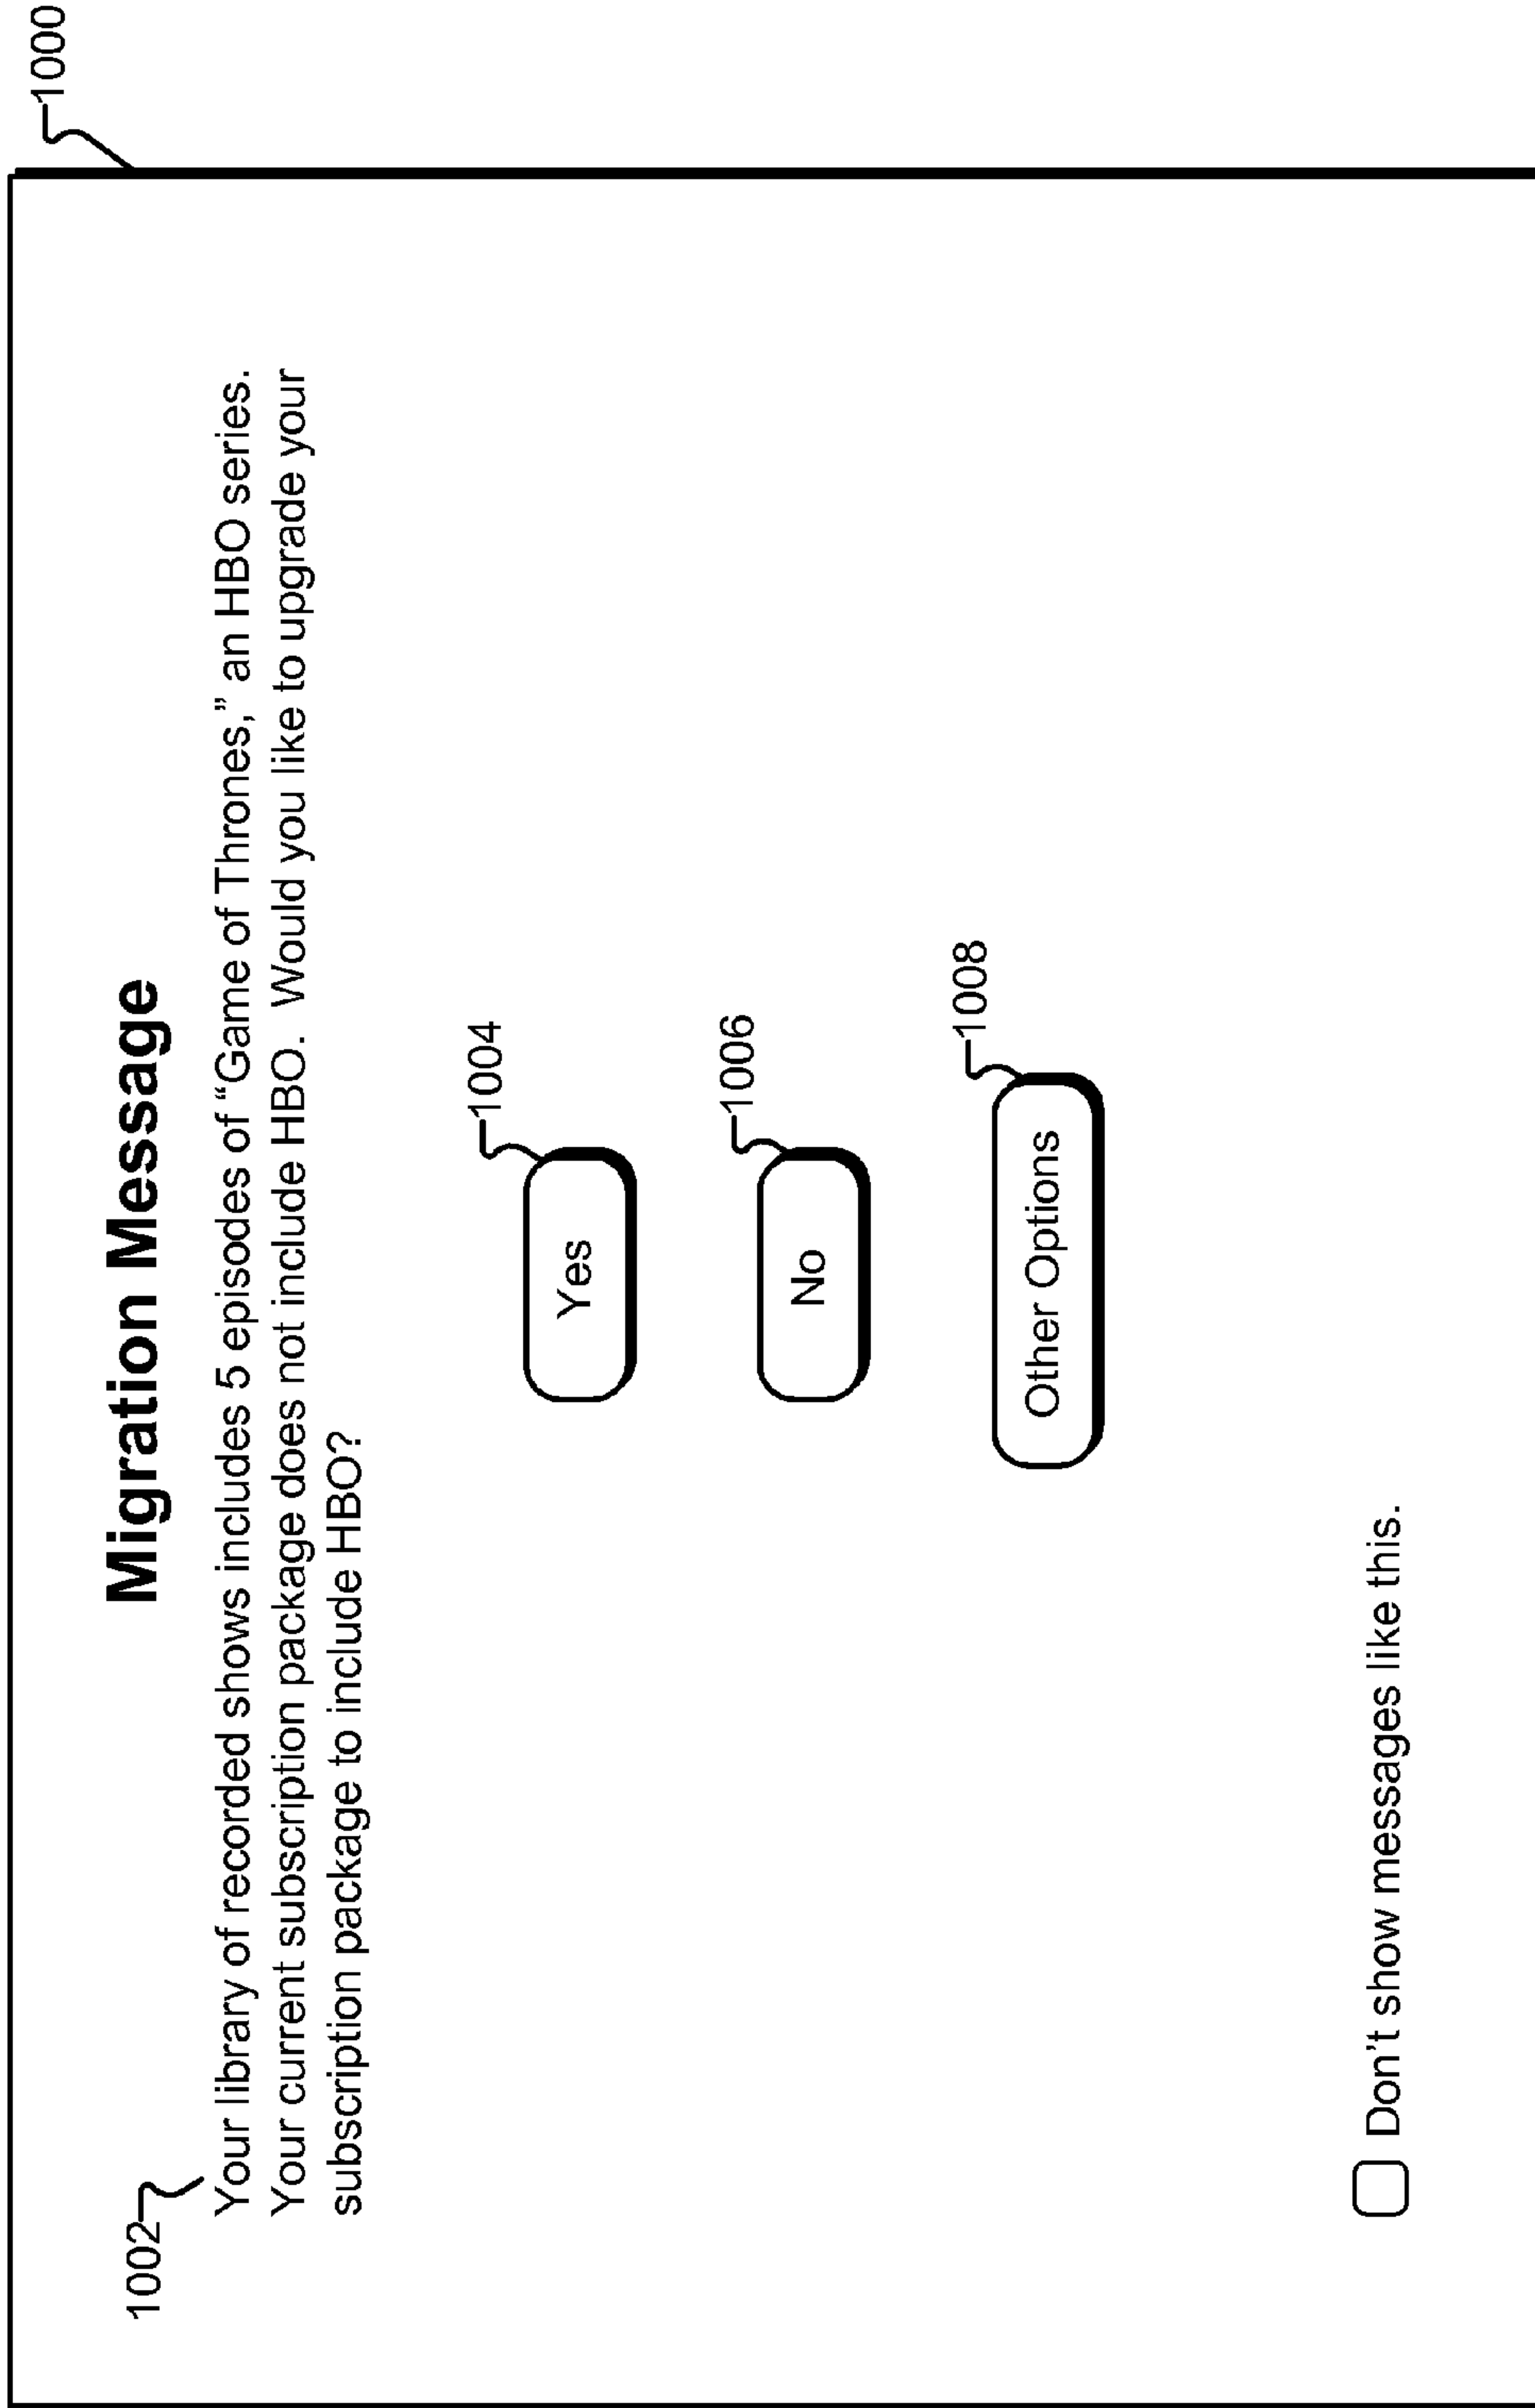 1000
Migration Message
1002
Your library of recorded shows includes 5 episodes of “Game of Thrones,” an HBO series.
Your current subscription package does not include HBO.  Would you like to upgrade your
subscription package to include HBO?
1004
Yes
1006
No
1008
Other Options
Don't show messages like this.